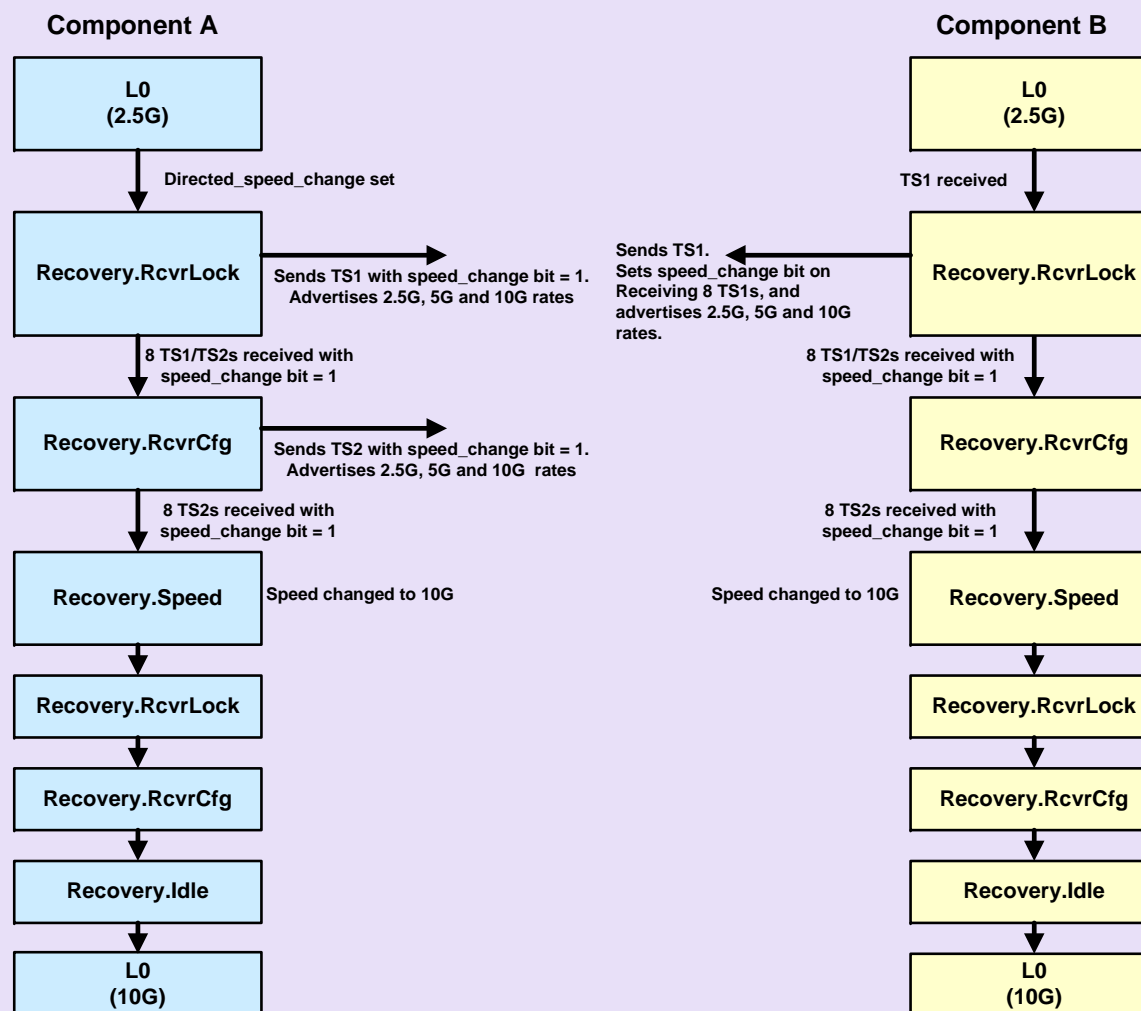 Component A
L0
(2.5G)
Directed_speed_change set
Recovery.RcvrLock
Sends TS1 with speed_change bit = 1.
Advertises 2.5G, 5G and 10G rates
8 TS1/TS2s received with
speed_change bit = 1
Recovery.RcvrCfg
Sends TS2 with speed_change bit = 1.
Advertises 2.5G, 5G and 10G rates
8 TS2s received with
speed_change bit = 1
Recovery.Speed
Speed changed to 10G
Recovery.RcvrLock
Recovery.RcvrCfg
Recovery.Idle
L0
(10G)
Component B
L0
(2.5G)
TS1 received
Recovery.RcvrLock
Sends TS1.
Sets speed_change bit on
Receiving 8 TS1s, and
advertises 2.5G, 5G and 10G
rates.
8 TS1/TS2s received with
speed_change bit = 1
Recovery.RcvrCfg
8 TS2s received with
speed_change bit = 1
Speed changed to 10G
Recovery.Speed
Recovery.RcvrLock
Recovery.RcvrCfg
Recovery.Idle
L0
(10G)